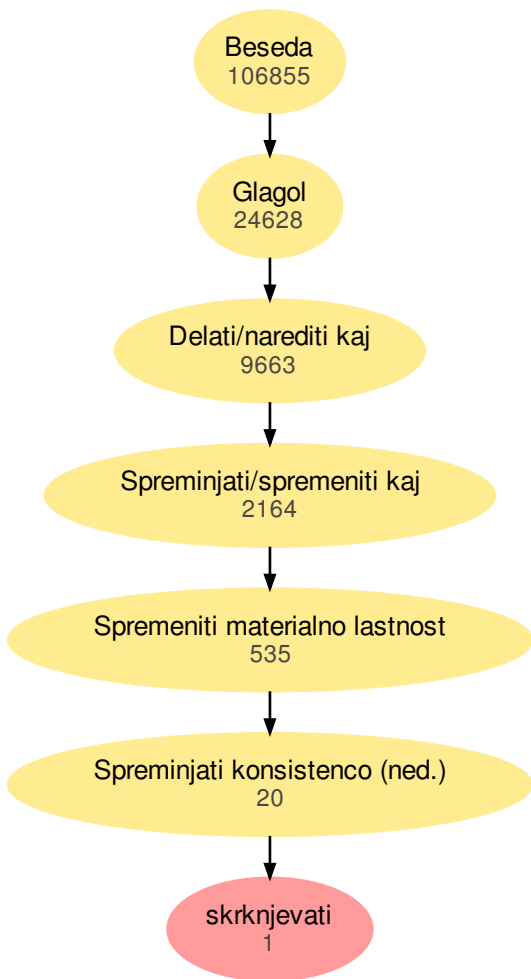 Beseda
106855
Glagol
24628
Delati/narediti kaj
9663
Spreminjati/spremeniti kaj
2164
Spremeniti materialno lastnost
535
Spreminjati konsistenco (ned.)
20
skrknjevati
1